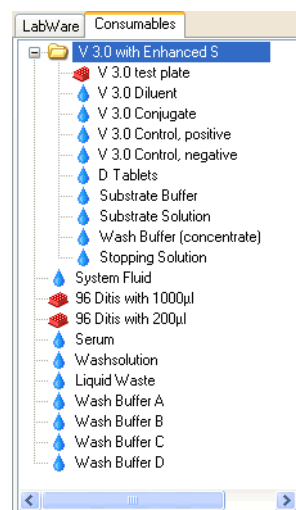 LabWare Consumables
V 3.0 with Enhanced S
V 3.0 test plate
V 3.0 Diluent
V 3.0 Conjugate
V 3.0 Control, positive
V 3.0 Control, negative
D Tablets
Substrate Buffer
Substrate Solution
Wash Buffer (concentrate)
Stopping Solution
System Fluid
96 Ditis with 1000µl
96 Ditis with 200µl
Serum
Washsolution
Liquid Waste
Wash Buffer A
Wash Buffer B
Wash Buffer C
Wash Buffer D